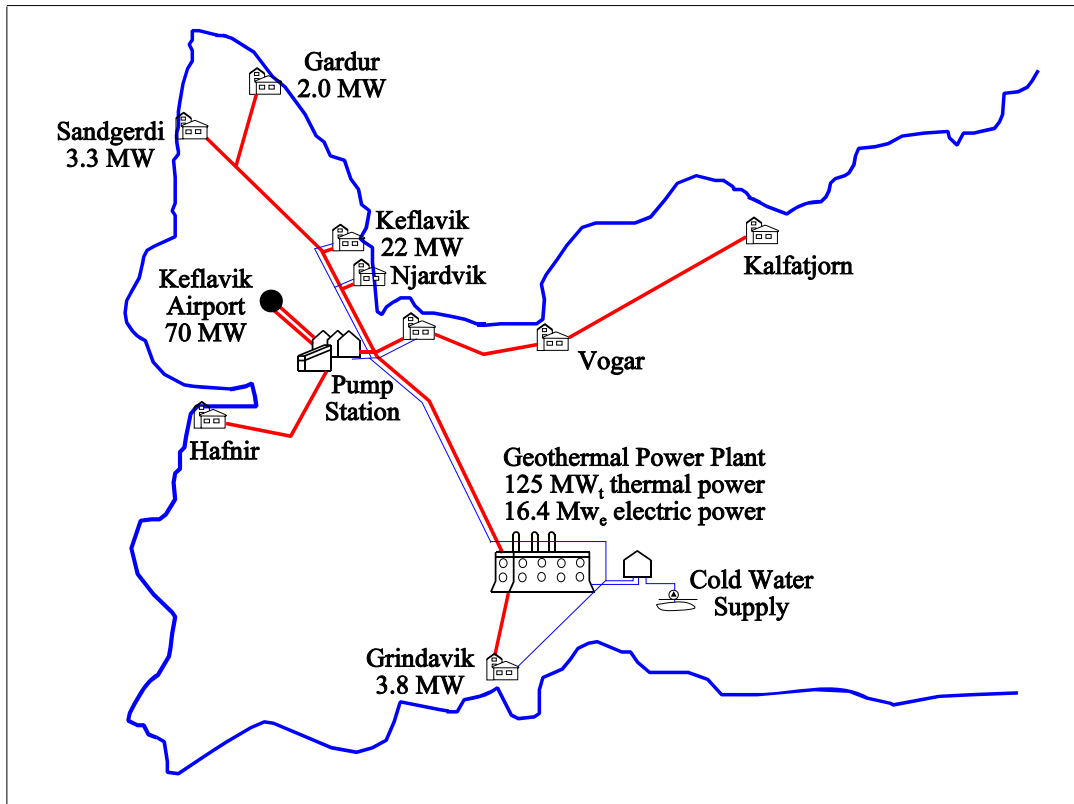 Gardur
2.0 MW
Sandgerdi
3.3 MW
Keflavik
22 MW
Njardvik
Kalfatjorn
Keflavik
Airport
70 MW
Vogar
Pump
Station
Hafnir
Geothermal Power Plant
125 MWt thermal power
16.4 Mwe electric power
Cold Water
Supply
Grindavik
3.8 MW